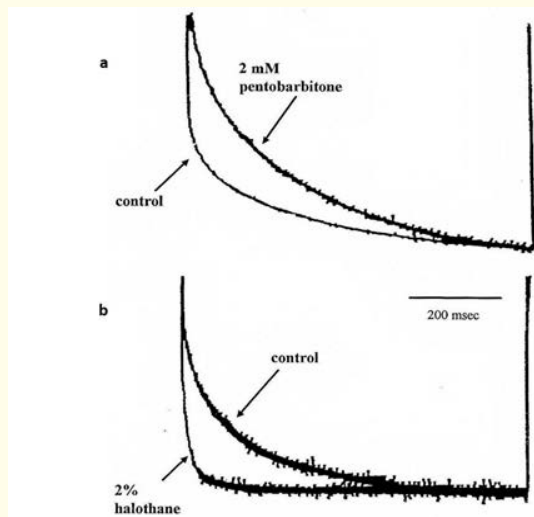 a
2 mM
pentobarbitone
control
b
200 msec
control
2%
halothane